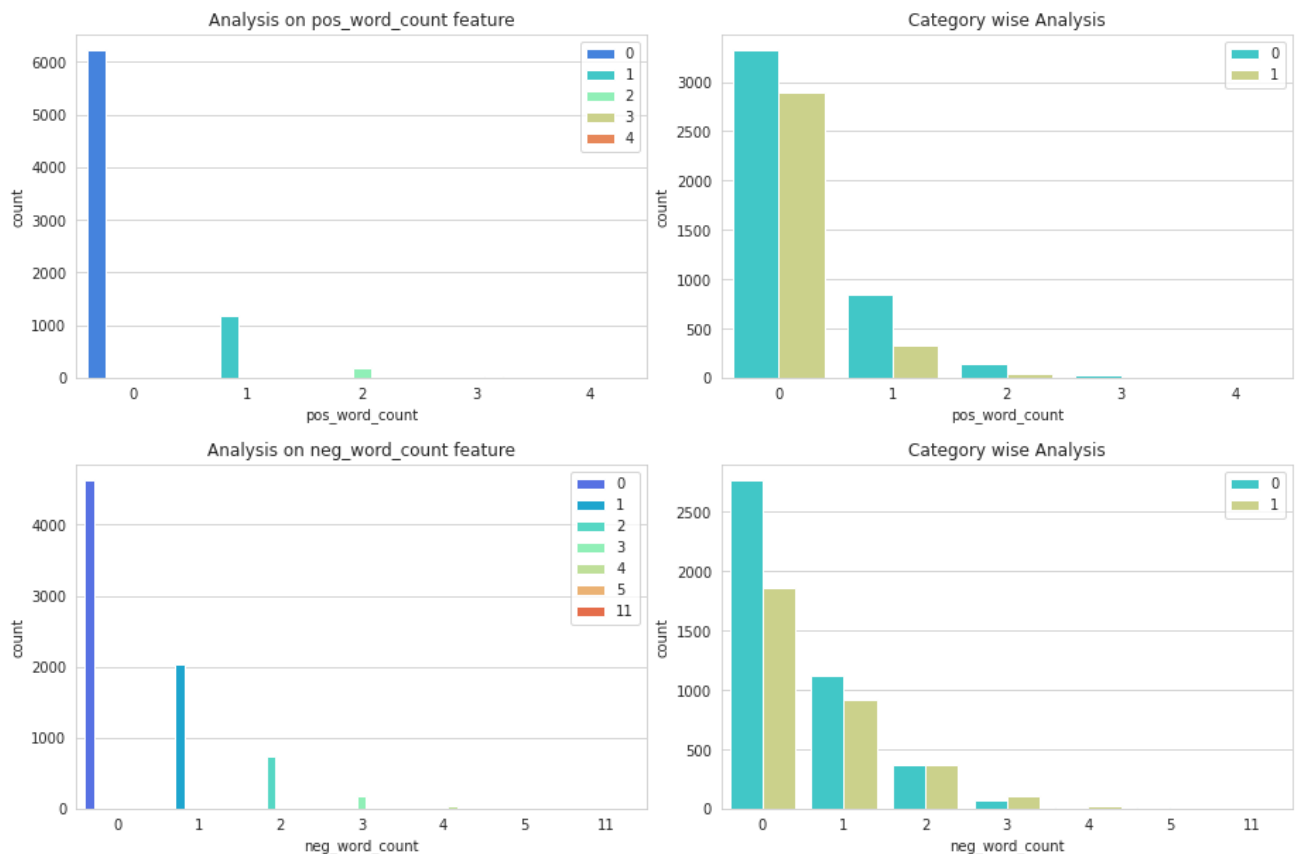 Analysis on pos_word_count feature
6000
5000
4000
3000
2000
1000
0
count
0
1
2
3
4
0 1 2 3 4
pos_word_count
Category wise Analysis
3000
2500
2000
1500
1000
500
0
count
0
1
0 1 2 3 4
pos_word_count
Analysis on neg_word_count feature
4000
3000
2000
1000
0
count
0
1
2
3
4
5
11
0 1 2 3 4 5 11
neg_word_count
Category wise Analysis
2500
2000
1500
1000
500
0
count
0
1
0 1 2 3 4 5 11
neg_word_count